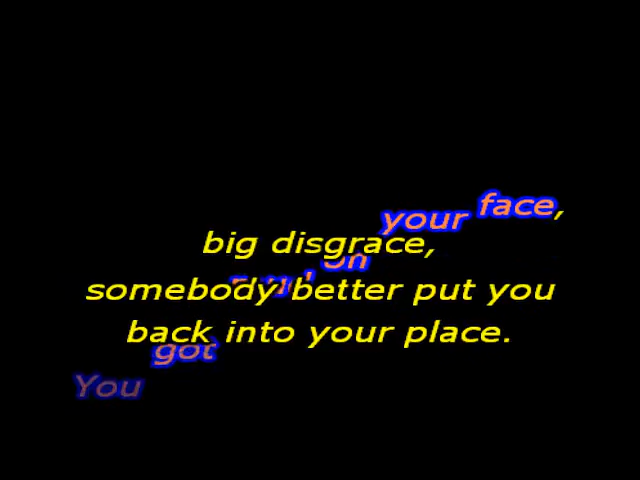 You got on your face,
big disgrace,
somebody better put you
back into your place.